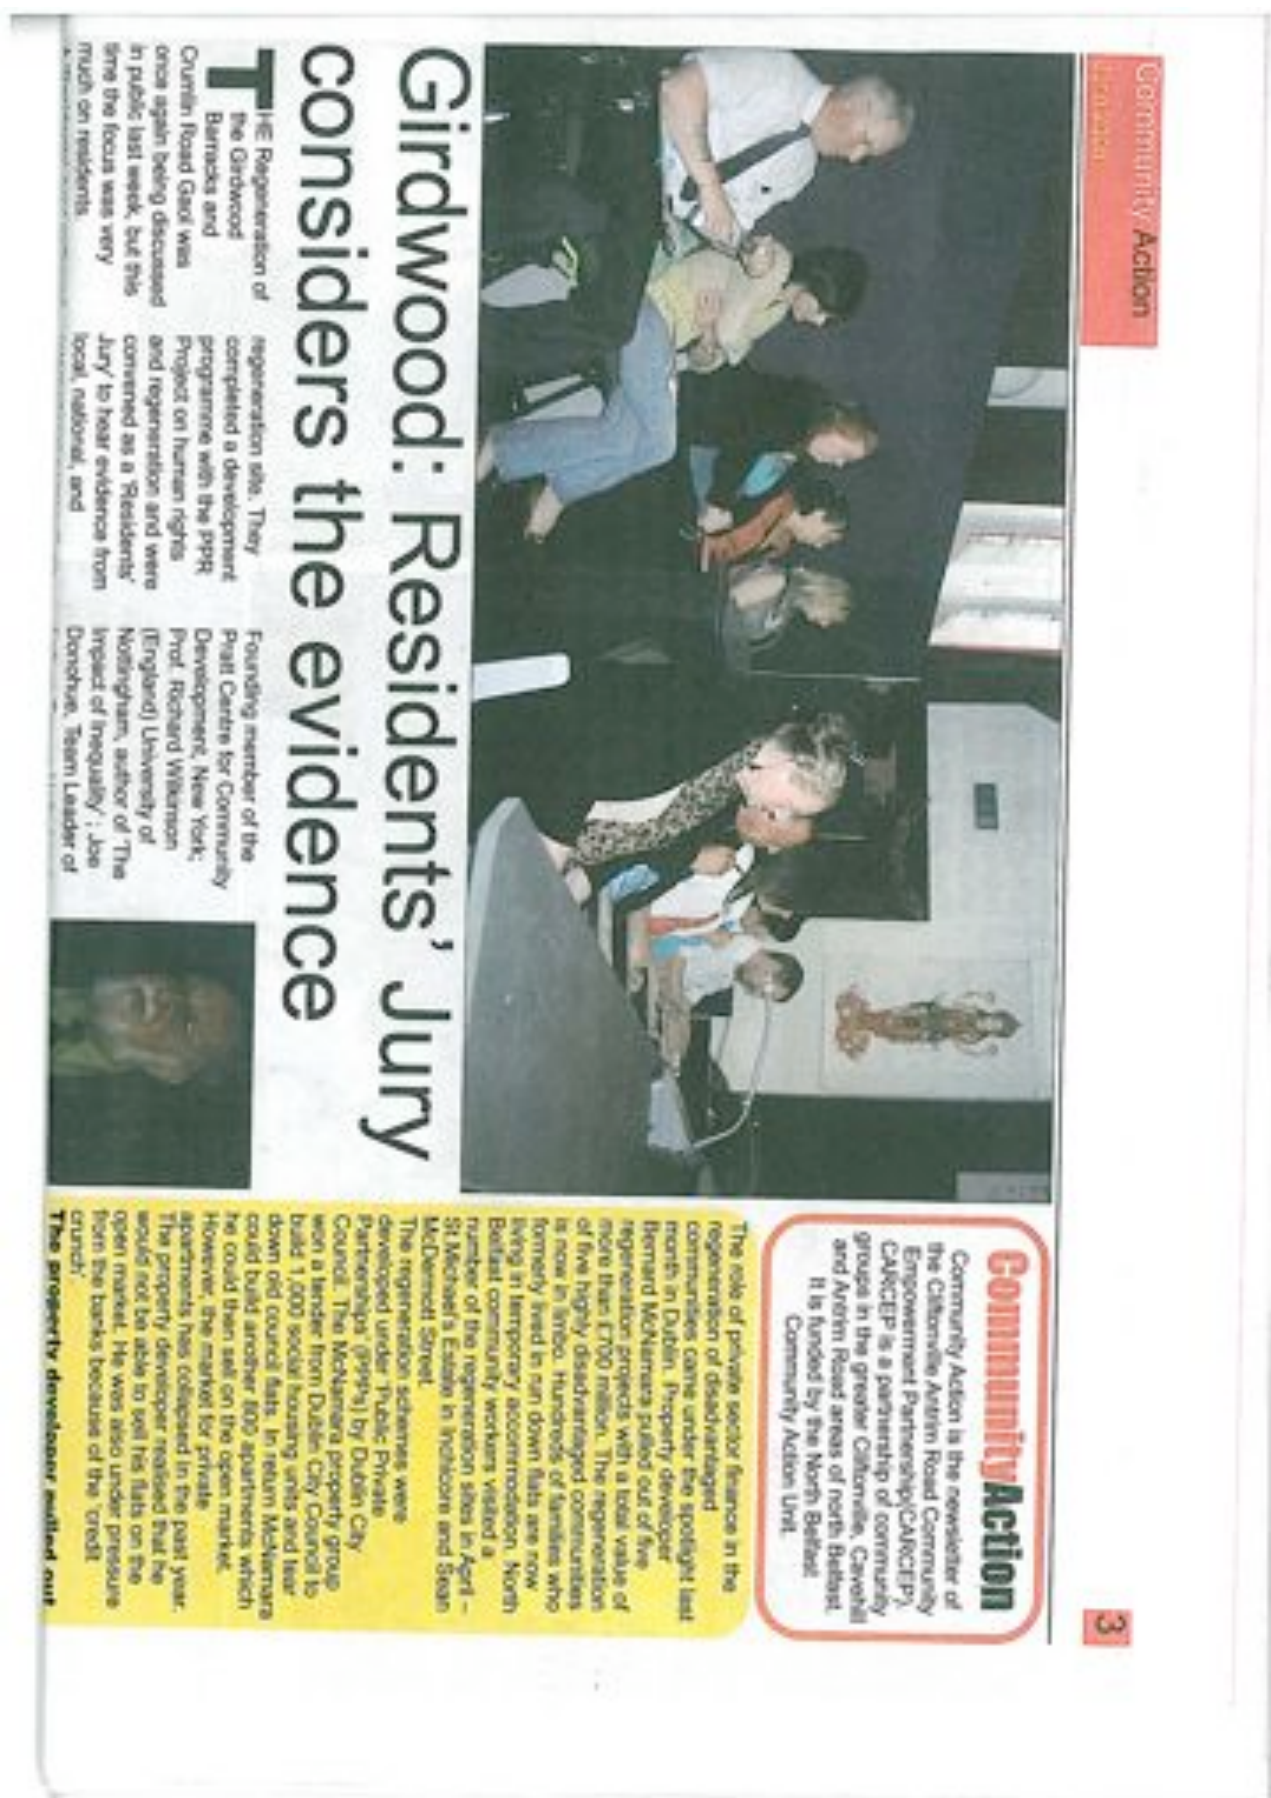 Community Action
3
Girdwood: Residents' Jury
considers the evidence
THE Regeneration of
the Girdwood
Barracks and
Crumlin Road Gaol was
once again being discussed
in public last week, but this
time the focus was very
much on residents
regeneration site. They
completed a development
programme with the PPR
Project on human rights
and regeneration and were
convened as a 'Residents'
Jury' to hear evidence from
local, national, and
Founding member of the
Pratt Centre for Community
Development, New York;
Prof. Richard Wilkinson
(England) University of
Nottingham, author of 'The
Impact of Inequality' ; Joe
Donohue, Team Leader of
CommunityAction
Community Action is the newsletter of
the Cliftonville Antrim Road Community
Empowerment Partnership/(CARCEP).
CARCEP is a partnership of community
groups in the greater Cliftonville, Cavehill
and Antrim Road areas of north Belfast.
It is funded by the North Belfast
Community Action Unit.
The role of private sector finance in the
regeneration of disadvantaged
communities came under the spotlight last
month in Dublin. Property developer
Bernard McNamara pulled out of five
regeneration projects with a total value of
more than £700 million. The regeneration
of five highly disadvantaged communities
is now in limbo. Hundreds of families who
formerly lived in run down flats are now
living in temporary accommodation. North
Belfast community workers visited a
number of the regeneration sites in April –
St.Michael's Estate in Inchicore and Sean
McDermott Street.
The regeneration schemes were
developed under 'Public Private
Partnerships' (PPPs) by Dublin City
Council. The McNamara property group
won a tender from Dublin City Council to
build 1,000 social housing units and tear
down old council flats. In return McNamara
could build another 800 apartments which
he could then sell on the open market.
However, the market for private
apartments has collapsed in the past year.
The property developer realised that he
would not be able to sell his flats on the
open market. He was also under pressure
from the banks because of the 'credit
crunch'
The property developer pulled out